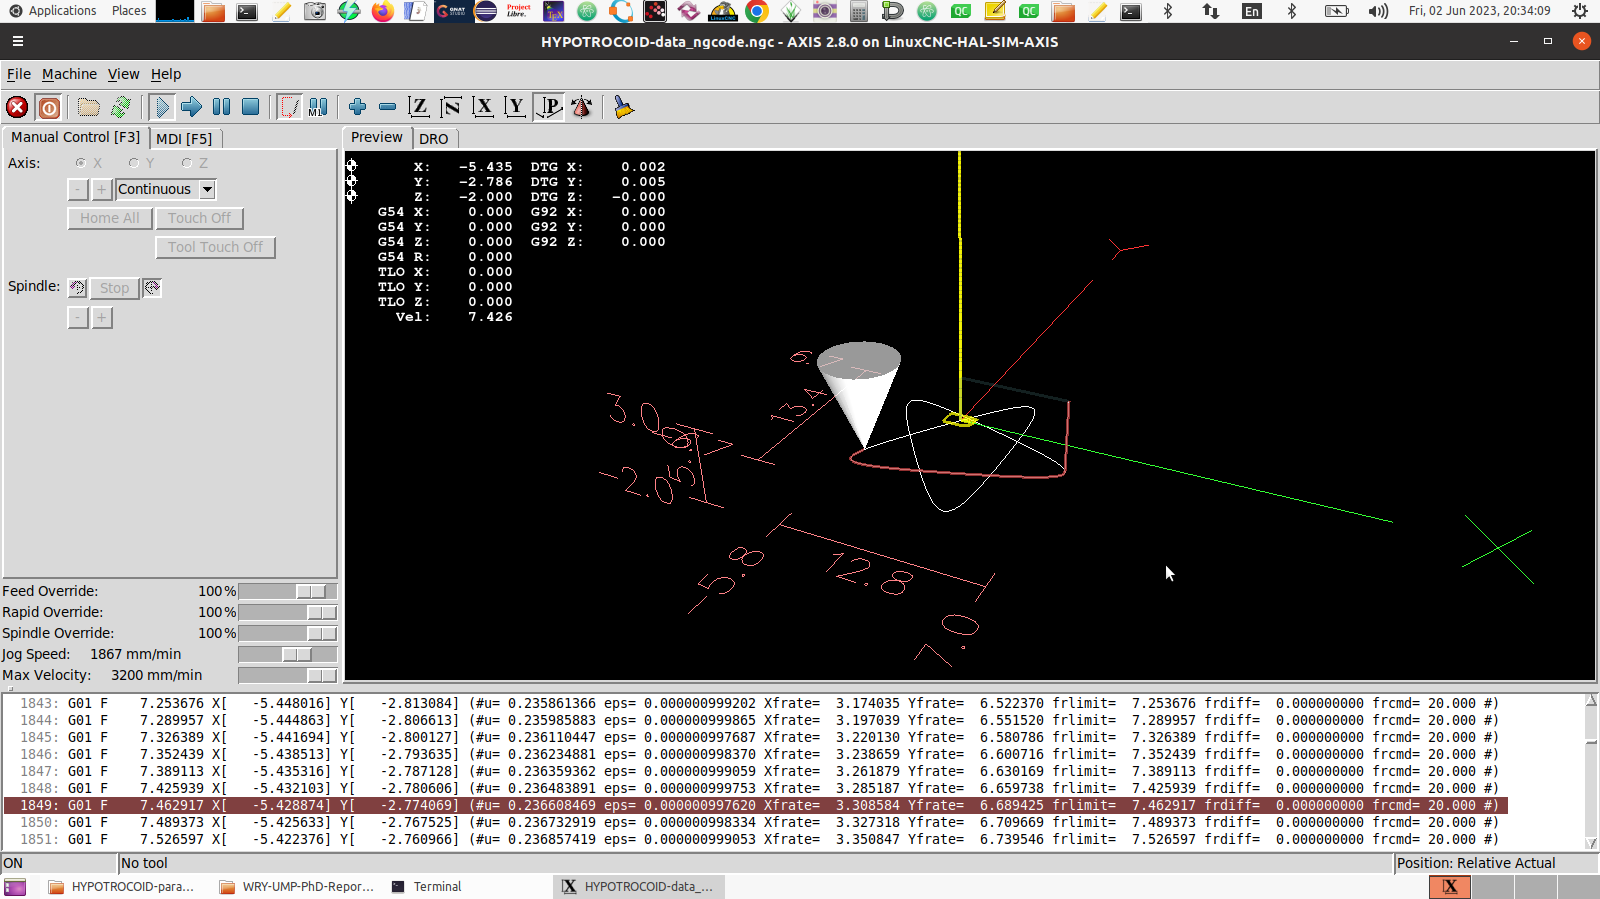 Applications Places En Fri, 02 Jun 2023, 20:34:09
HYPOTROCOID-data_ngcode.ngc - AXIS 2.8.0 on LinuxCNC-HAL-SIM-AXIS
File Machine View Help
M1 Z N X Y P
Manual Control [F3] MDI [F5] Preview DRO
Axis: X Y Z
- + Continuous
Home All Touch Off
Tool Touch Off
Spindle: Stop
- +
X: -5.435 DTG X: 0.002
Y: -2.786 DTG Y: 0.005
Z: -2.000 DTG Z: -0.000
G54 X: 0.000 G92 X: 0.000
G54 Y: 0.000 G92 Y: 0.000
G54 Z: 0.000 G92 Z: 0.000
G54 R: 0.000
TLO X: 0.000
TLO Y: 0.000
TLO Z: 0.000
Vel: 7.426
13.4
3.0
-2.0
-5.8
12.8
7.0
X
Y
Feed Override: 100 %
Rapid Override: 100 %
Spindle Override: 100 %
Jog Speed: 1867 mm/min
Max Velocity: 3200 mm/min
1843: G01 F 7.253676 X[ -5.448016] Y[ -2.813084] (#u= 0.235861366 eps= 0.000000999202 Xfrate= 3.174035 Yfrate= 6.522370 frlimit= 7.253676 frdiff= 0.000000000 frcmd= 20.000 #)
1844: G01 F 7.289957 X[ -5.444863] Y[ -2.806613] (#u= 0.235985883 eps= 0.000000999865 Xfrate= 3.197039 Yfrate= 6.551520 frlimit= 7.289957 frdiff= 0.000000000 frcmd= 20.000 #)
1845: G01 F 7.326389 X[ -5.441694] Y[ -2.800127] (#u= 0.236110447 eps= 0.000000997687 Xfrate= 3.220130 Yfrate= 6.580786 frlimit= 7.326389 frdiff= 0.000000000 frcmd= 20.000 #)
1846: G01 F 7.352439 X[ -5.438513] Y[ -2.793635] (#u= 0.236234881 eps= 0.000000998370 Xfrate= 3.238659 Yfrate= 6.600716 frlimit= 7.352439 frdiff= 0.000000000 frcmd= 20.000 #)
1847: G01 F 7.389113 X[ -5.435316] Y[ -2.787128] (#u= 0.236359362 eps= 0.000000999059 Xfrate= 3.261879 Yfrate= 6.630169 frlimit= 7.389113 frdiff= 0.000000000 frcmd= 20.000 #)
1848: G01 F 7.425939 X[ -5.432103] Y[ -2.780606] (#u= 0.236483891 eps= 0.000000999753 Xfrate= 3.285187 Yfrate= 6.659738 frlimit= 7.425939 frdiff= 0.000000000 frcmd= 20.000 #)
1849: G01 F 7.462917 X[ -5.428874] Y[ -2.774069] (#u= 0.236608469 eps= 0.000000997620 Xfrate= 3.308584 Yfrate= 6.689425 frlimit= 7.462917 frdiff= 0.000000000 frcmd= 20.000 #)
1850: G01 F 7.489373 X[ -5.425633] Y[ -2.767525] (#u= 0.236732919 eps= 0.000000998334 Xfrate= 3.327318 Yfrate= 6.709669 frlimit= 7.489373 frdiff= 0.000000000 frcmd= 20.000 #)
1851: G01 F 7.526597 X[ -5.422376] Y[ -2.760966] (#u= 0.236857419 eps= 0.000000999053 Xfrate= 3.350847 Yfrate= 6.739546 frlimit= 7.526597 frdiff= 0.000000000 frcmd= 20.000 #)
ON No tool Position: Relative Actual
HYPOTROCOID-para... WRY-UMP-PhD-Repor... Terminal HYPOTROCOID-data_...